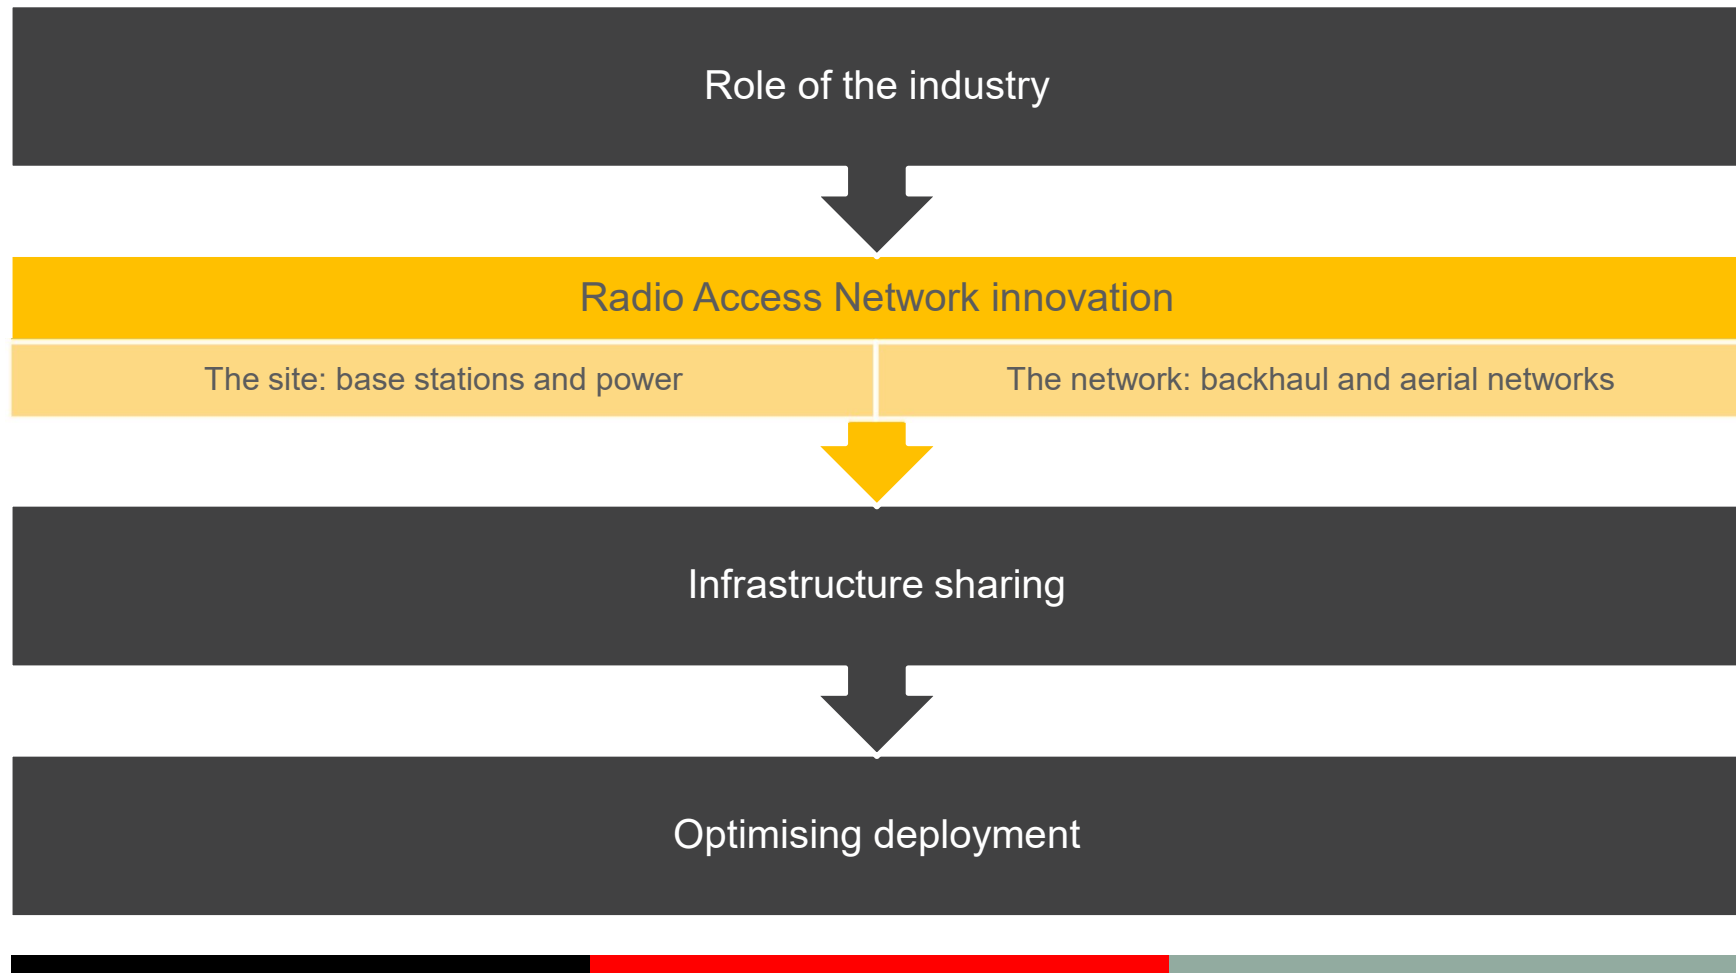 Role of the industry
Radio Access Network innovation
The site: base stations and power
The network: backhaul and aerial networks
Infrastructure sharing
Optimising deployment